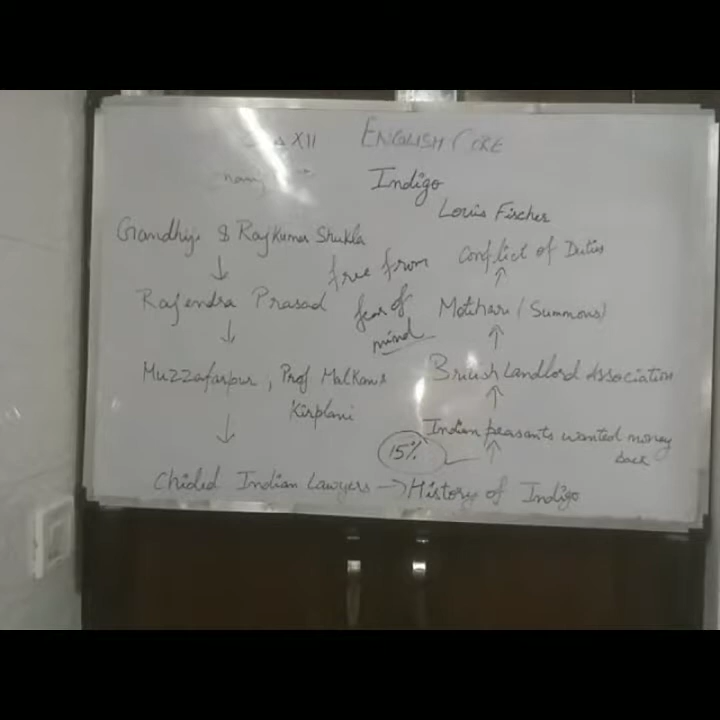 XII ENGLISH CORE
Indigo
Louis Fischer
Gandhiji & Rajkumar Shukla
↓
Rajendra Prasad
↓
Muzzafarpur, Prof Malkani &
Kirplani
↓
Chided Indian Lawyers → History of Indigo
↑
15%
Indian peasants wanted money
back
↑
British Landlord Association
↑
Motihari (Summons)
↑
Conflict of Duties
free from
fear of
mind